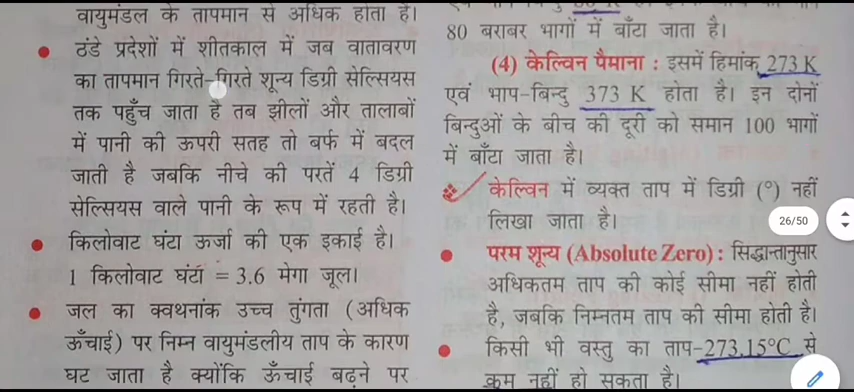 वायुमंडल के तापमान से अधिक होता है।
ठंडे प्रदेशों में शीतकाल में जब वातावरण
का तापमान गिरते-गिरते शून्य डिग्री सेल्सियस
तक पहुँच जाता है तब झीलों और तालाबों
में पानी की ऊपरी सतह तो बर्फ में बदल
जाती है जबकि नीचे की परतें 4 डिग्री
सेल्सियस वाले पानी के रूप में रहती है।
किलोवाट घंटा ऊर्जा की एक इकाई है।
1 किलोवाट घंटा = 3.6 मेगा जूल।
जल का क्वथनांक उच्च तुंगता (अधिक
ऊँचाई) पर निम्न वायुमंडलीय ताप के कारण
घट जाता है क्योंकि ऊँचाई बढ़ने पर
80 बराबर भागों में बाँटा जाता है।
(4) केल्विन पैमाना : इसमें हिमांक 273 K
एवं भाप-बिन्दु 373 K होता है। इन दोनों
बिन्दुओं के बीच की दूरी को समान 100 भागों
में बाँटा जाता है।
केल्विन में व्यक्त ताप में डिग्री (°) नहीं
लिखा जाता है।
26/50
परम शून्य (Absolute Zero) : सिद्धान्तानुसार
अधिकतम ताप की कोई सीमा नहीं होती
है, जबकि निम्नतम ताप की सीमा होती है।
किसी भी वस्तु का ताप-273.15°C से
कम नहीं हो सकता है।